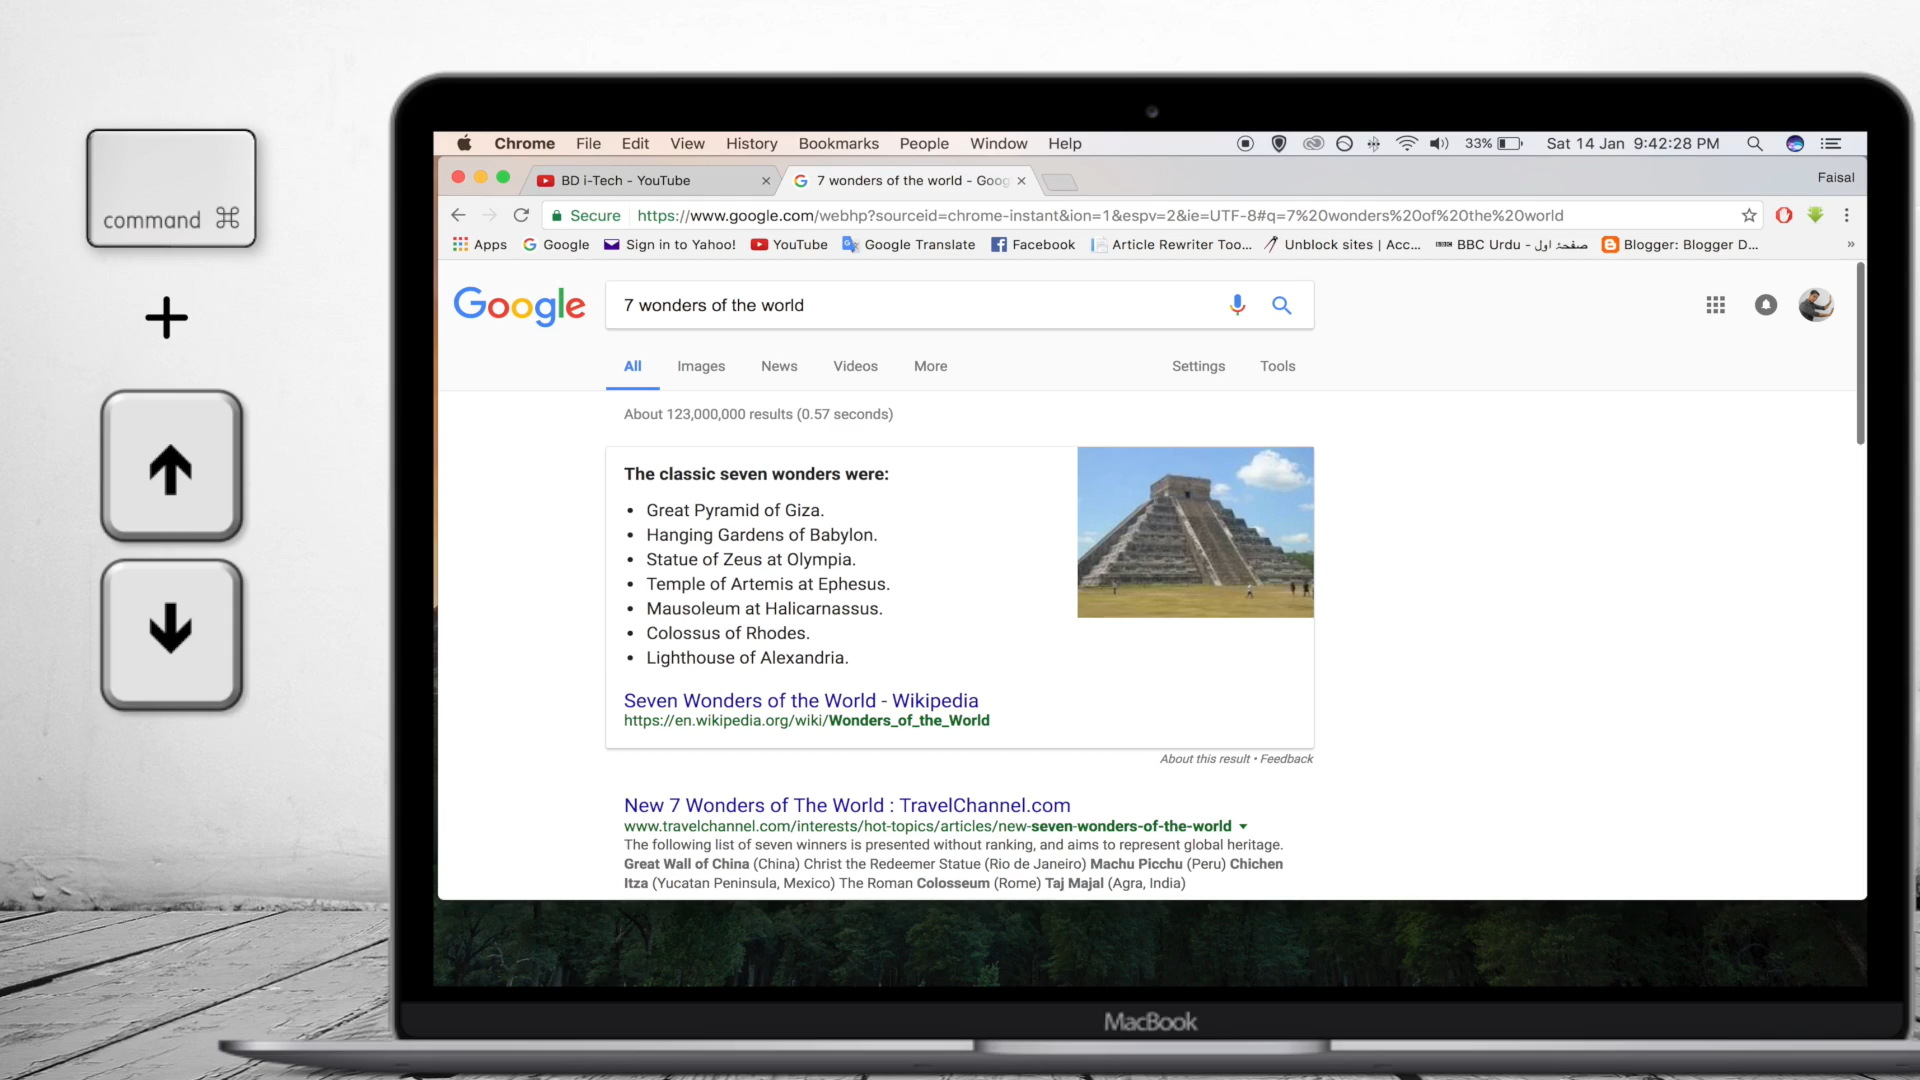 command ⌘
+
Chrome File Edit View History Bookmarks People Window Help 33% Sat 14 Jan 9:42:28 PM
BD i-Tech - YouTube 7 wonders of the world - Goog Faisal
Secure https://www.google.com/webhp?sourceid=chrome-instant&ion=1&espv=2&ie=UTF-8#q=7%20wonders%20of%20the%20world
Apps Google Sign in to Yahoo! YouTube Google Translate Facebook Article Rewriter Too... Unblock sites | Acc... BBC Urdu - صفحۂ اول Blogger: Blogger D... »
Google 7 wonders of the world
All Images News Videos More Settings Tools
About 123,000,000 results (0.57 seconds)
The classic seven wonders were:
• Great Pyramid of Giza.
• Hanging Gardens of Babylon.
• Statue of Zeus at Olympia.
• Temple of Artemis at Ephesus.
• Mausoleum at Halicarnassus.
• Colossus of Rhodes.
• Lighthouse of Alexandria.
Seven Wonders of the World - Wikipedia
https://en.wikipedia.org/wiki/Wonders_of_the_World
About this result • Feedback
New 7 Wonders of The World : TravelChannel.com
www.travelchannel.com/interests/hot-topics/articles/new-seven-wonders-of-the-world
The following list of seven winners is presented without ranking, and aims to represent global heritage.
Great Wall of China (China) Christ the Redeemer Statue (Rio de Janeiro) Machu Picchu (Peru) Chichen
Itza (Yucatan Peninsula, Mexico) The Roman Colosseum (Rome) Taj Majal (Agra, India)
MacBook